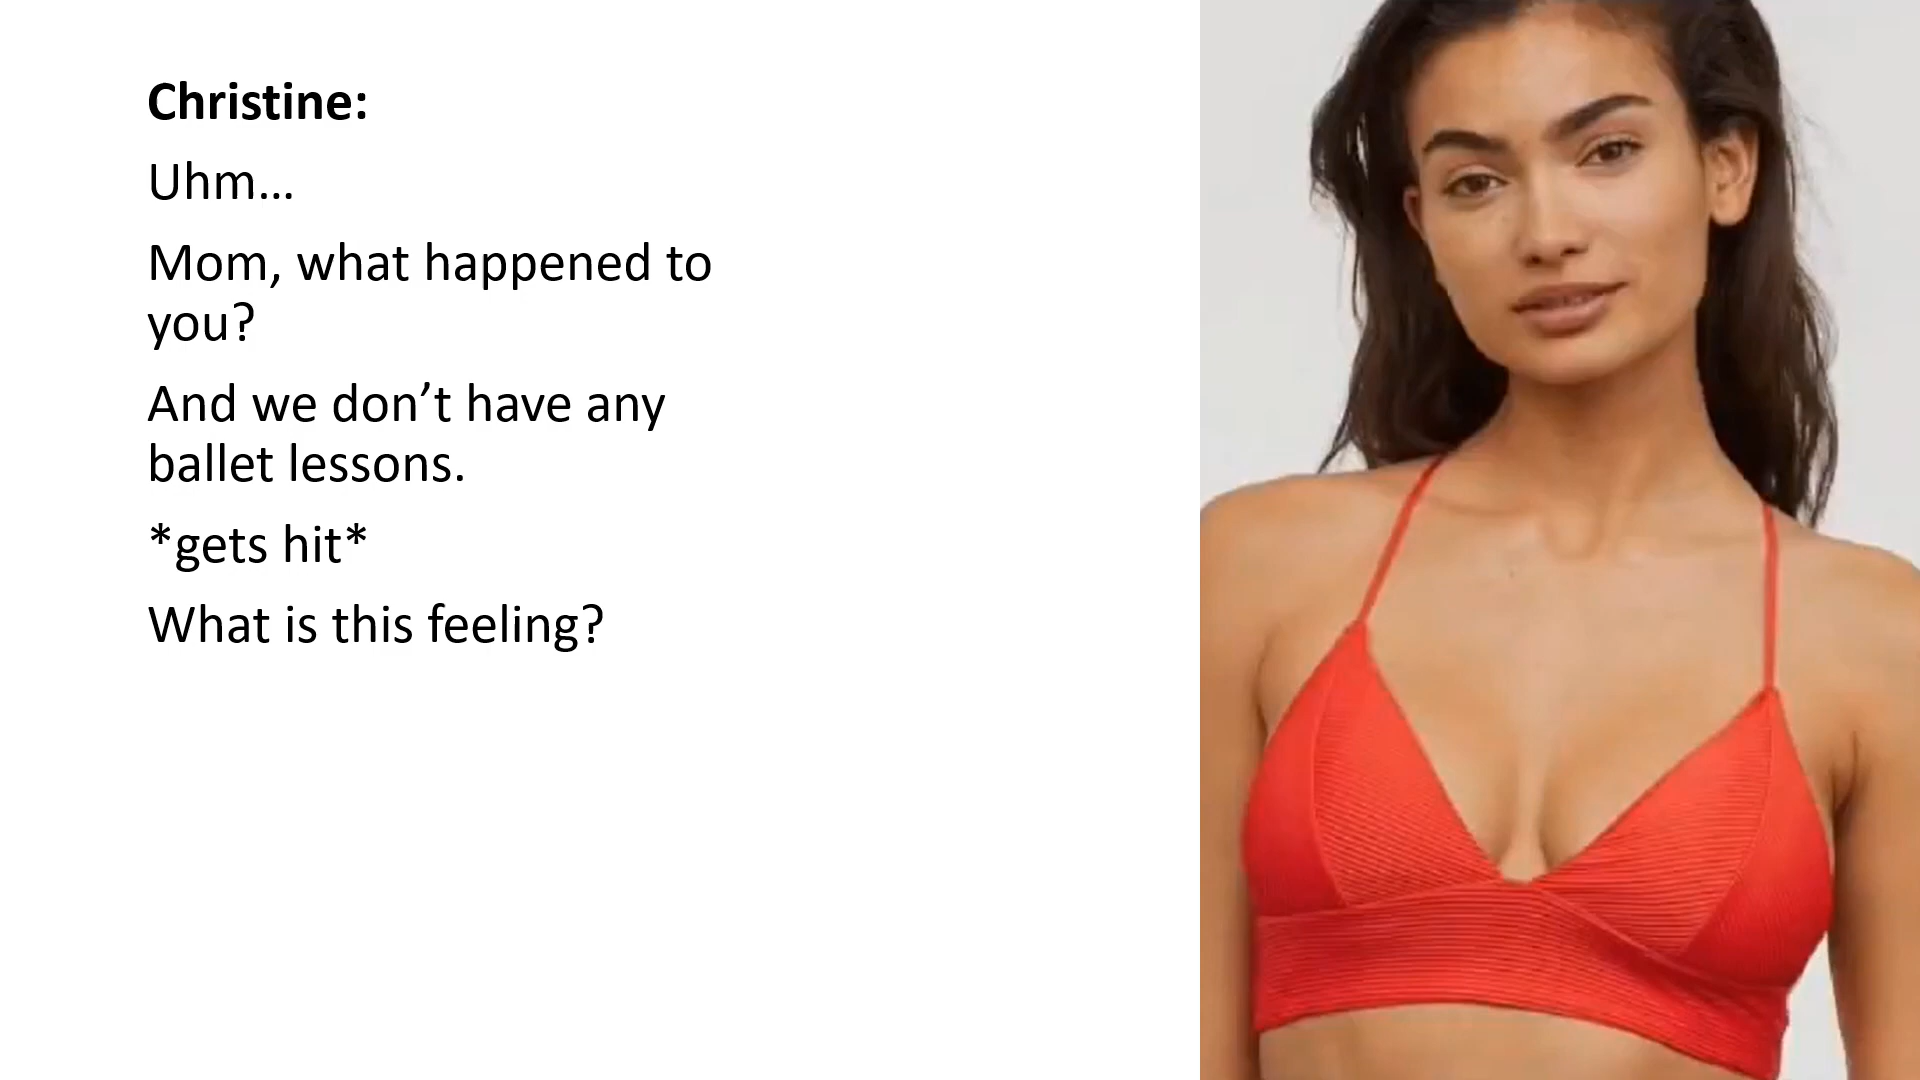 Christine:
Uhm…
Mom, what happened to
you?
And we don’t have any
ballet lessons.
*gets hit*
What is this feeling?